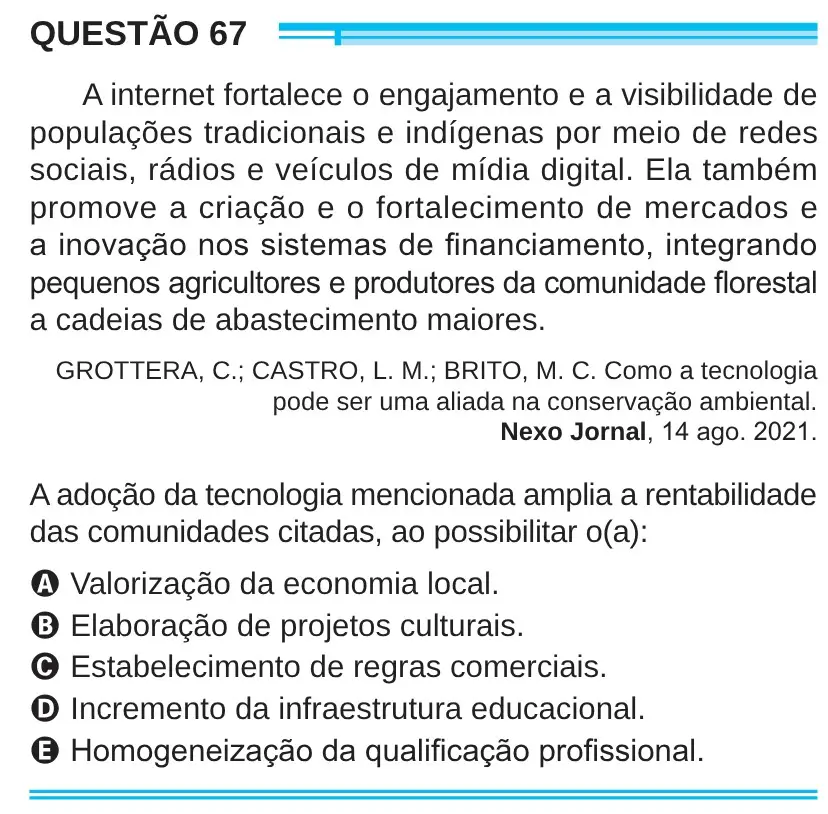 QUESTÃO 67
A internet fortalece o engajamento e a visibilidade de
populações tradicionais e indígenas por meio de redes
sociais, rádios e veículos de mídia digital. Ela também
promove a criação e o fortalecimento de mercados e
a inovação nos sistemas de financiamento, integrando
pequenos agricultores e produtores da comunidade florestal
a cadeias de abastecimento maiores.
GROTTERA, C.; CASTRO, L. M.; BRITO, M. C. Como a tecnologia
pode ser uma aliada na conservação ambiental.
Nexo Jornal, 14 ago. 2021.
A adoção da tecnologia mencionada amplia a rentabilidade
das comunidades citadas, ao possibilitar o(a):
A Valorização da economia local.
B Elaboração de projetos culturais.
C Estabelecimento de regras comerciais.
D Incremento da infraestrutura educacional.
E Homogeneização da qualificação profissional.